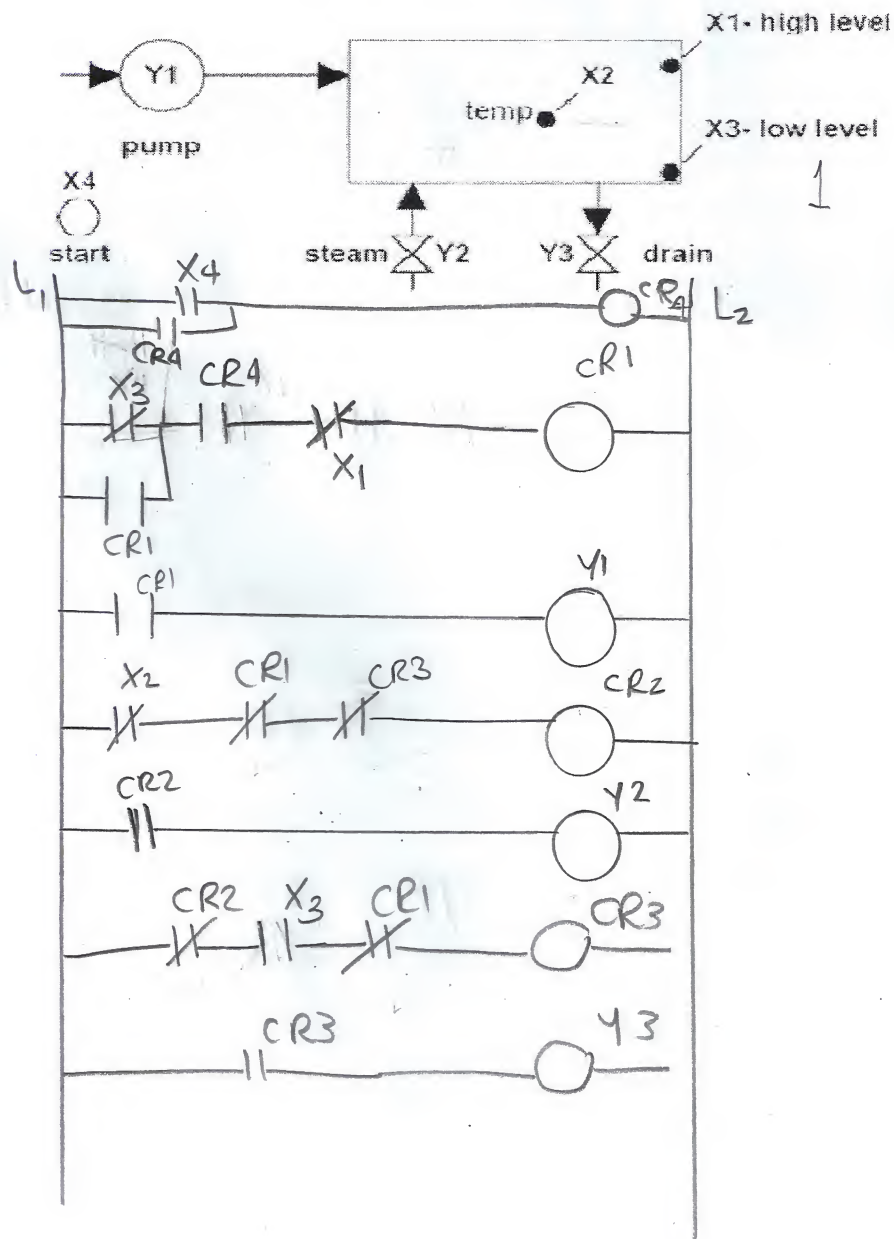 X1- high level
Y1
X2
temp
X3- low level
pump
1
X4
start
steam Y2
Y3 drain
L1
X4
CR4
L2
CR4
X3
CR4
CR1
X1
CR1
CR1
Y1
X2
CR1
CR3
CR2
CR2
Y2
CR2
X3
CR1
CR3
CR3
Y3